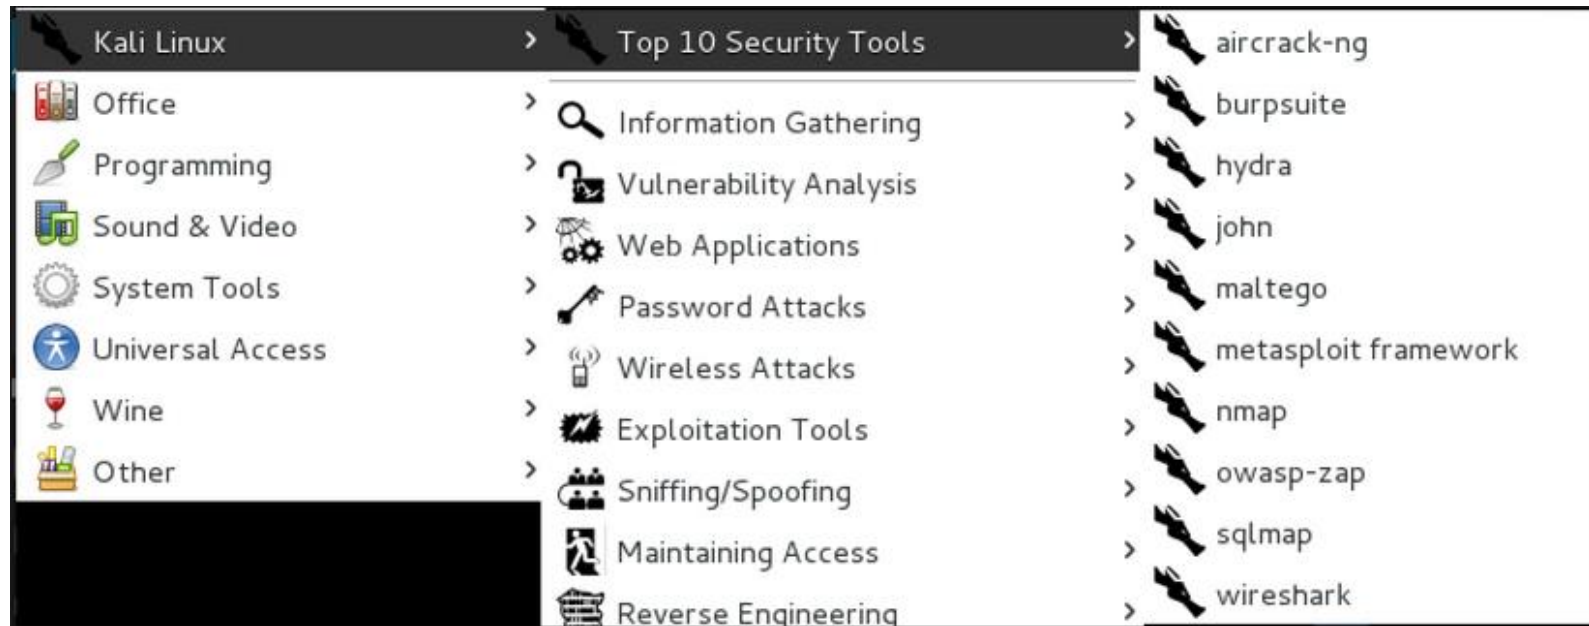 Kali Linux
Office
Programming
Sound & Video
System Tools
Universal Access
Wine
Other
Top 10 Security Tools
Information Gathering
Vulnerability Analysis
Web Applications
Password Attacks
Wireless Attacks
Exploitation Tools
Sniffing/Spoofing
Maintaining Access
Reverse Engineering
aircrack-ng
burpsuite
hydra
john
maltego
metasploit framework
nmap
owasp-zap
sqlmap
wireshark